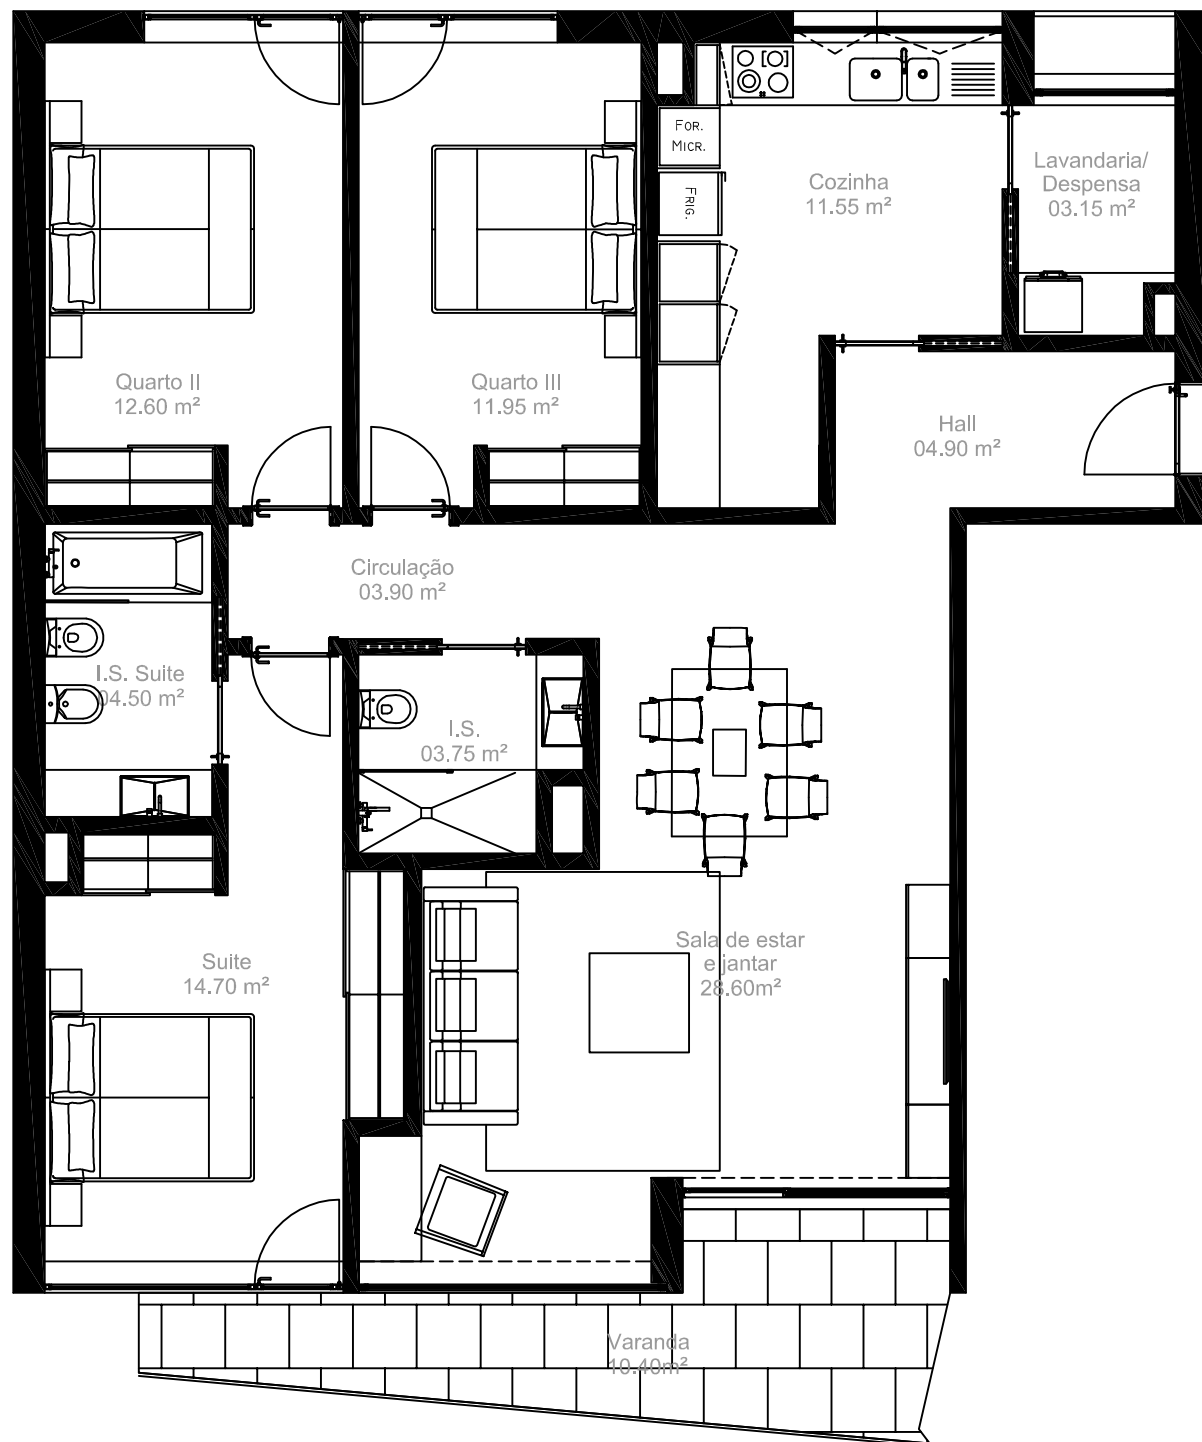 FOR.
MICR.
FRIG.
Cozinha
11.55 m²
Lavandaria/
Despensa
03.15 m²
Quarto II
12.60 m²
Quarto III
11.95 m²
Hall
04.90 m²
Circulação
03.90 m²
I.S. Suite
04.50 m²
I.S.
03.75 m²
Suite
14.70 m²
Sala de estar
e jantar
28.60m²
Varanda
10.40m²